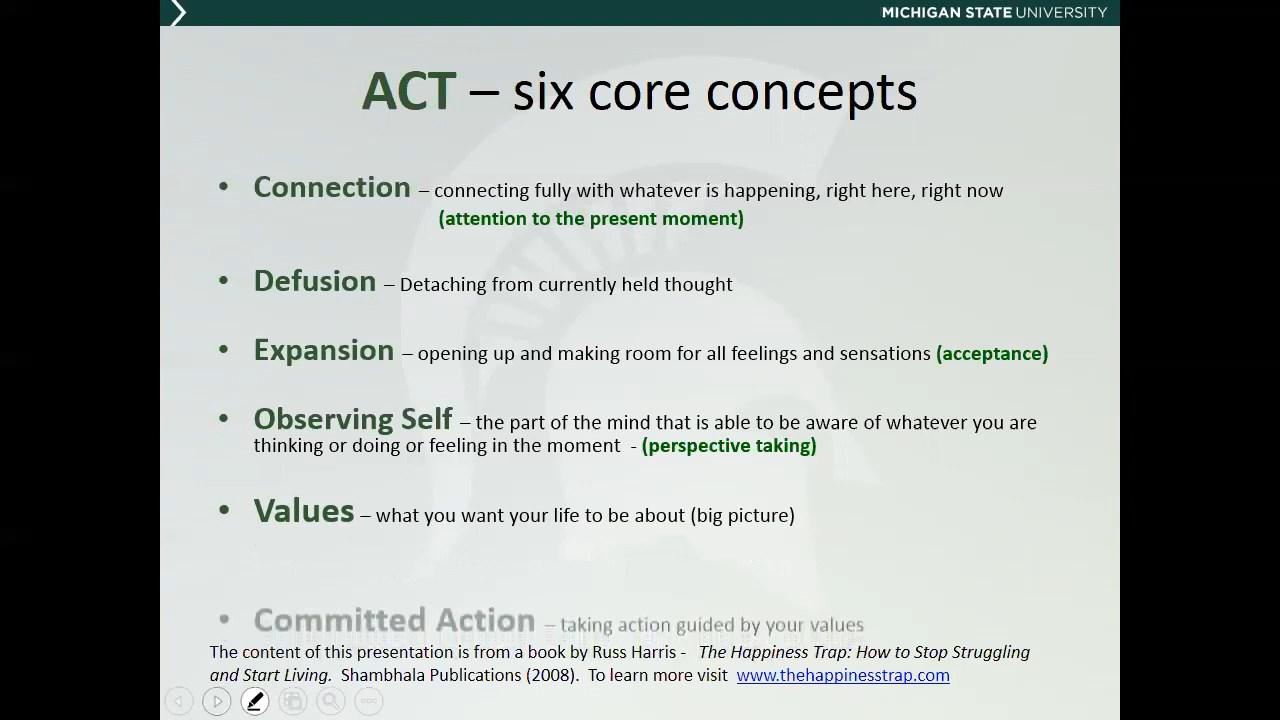 MICHIGAN STATE UNIVERSITY
ACT – six core concepts
• Connection – connecting fully with whatever is happening, right here, right now
(attention to the present moment)
• Defusion – Detaching from currently held thought
• Expansion – opening up and making room for all feelings and sensations (acceptance)
• Observing Self – the part of the mind that is able to be aware of whatever you are
thinking or doing or feeling in the moment - (perspective taking)
• Values – what you want your life to be about (big picture)
• Committed Action – taking action guided by your values
The content of this presentation is from a book by Russ Harris - The Happiness Trap: How to Stop Struggling
and Start Living. Shambhala Publications (2008). To learn more visit www.thehappinesstrap.com